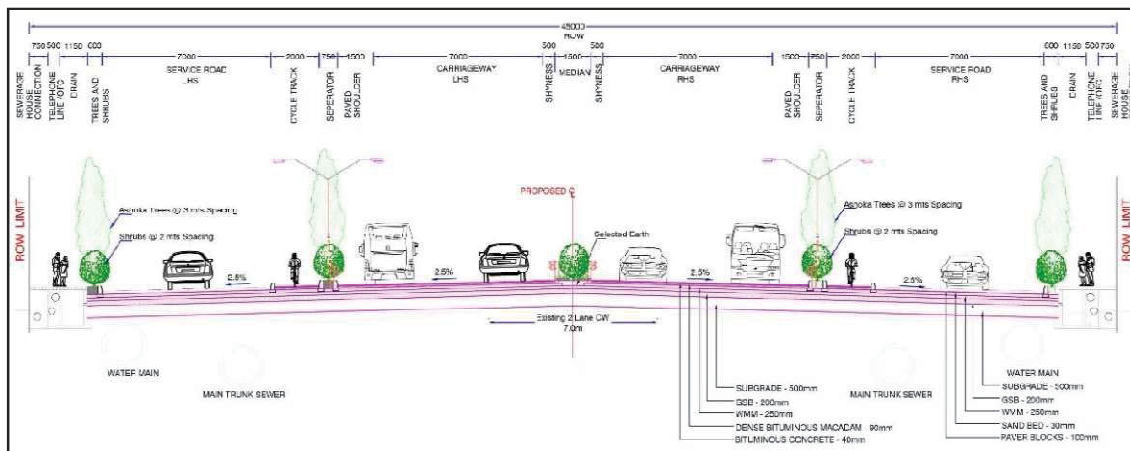 45000
ROW
750 500 1150 600 7000 2000 750 1500 7000 500 1500 500 7000 1500 750 2000 7000 600 1150 500 750
SEWERAGE HOUSE CONNECTION
TELEPHONE LINE /OFC
DRAIN
TREES AND SHRUBS
SERVICE ROAD
CYCLE TRACK
SEPERATOR
PAVED SHOULDER
CARRIAGEWAY
LHS
SHYNESS
MEDIAN
SHYNESS
CARRIAGEWAY
RHS
PAVED SHOULDER
SEPERATOR
CYCLE TRACK
SERVICE ROAD
RHS
TREES AND SHRUBS
DRAIN
TELEPHONE
SEWERAGE HOUSE
ROW LIMIT
PROPOSED
ROW LIMIT
Ashoka Trees @ 3 mts Spacing
Shrubs @ 2 mts Spacing
Selected Earth
Ashoka Trees @ 3 mts Spacing
Shrubs @ 2 mts Spacing
2.5%
2.5%
2.5%
2.5%
Existing 2 Lane CW
7.0m
WATER MAIN
MAIN TRUNK SEWER
MAIN TRUNK SEWER
WATER MAIN
SUBGRADE - 500mm
GSB - 200mm
WMM - 250mm
DENSE BITUMINOUS MACADAM - 90mm
BITUMINOUS CONCRETE - 40mm
SUBGRADE - 500mm
GSB - 200mm
WMM - 250mm
SAND BED - 30mm
PAVER BLOCKS - 100mm